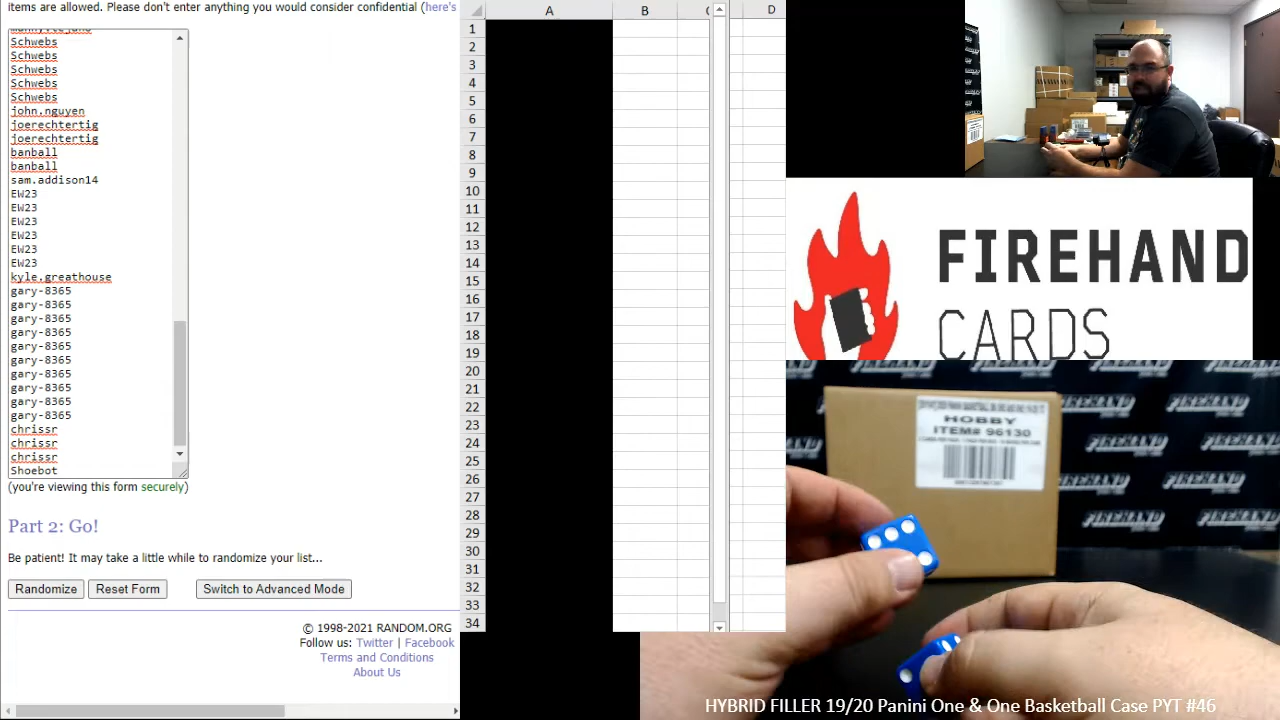 items are allowed. Please don't enter anything you would consider confidential (here's
Schwebs
Schwebs
Schwebs
Schwebs
Schwebs
john.nguyen
joerechtertig
joerechtertig
banball
banball
sam.addison14
EW23
EW23
EW23
EW23
EW23
EW23
kyle.greathouse
gary-8365
gary-8365
gary-8365
gary-8365
gary-8365
gary-8365
gary-8365
gary-8365
gary-8365
gary-8365
chrissr
chrissr
chrissr
Shoebot
(you're viewing this form securely)
Part 2: Go!
Be patient! It may take a little while to randomize your list...
Randomize Reset Form Switch to Advanced Mode
© 1998-2021 RANDOM.ORG
Follow us: Twitter | Facebook
Terms and Conditions
About Us
A B C D
1
2
3
4
5
6
7
8
9
10
11
12
13
14
15
16
17
18
19
20
21
22
23
24
25
26
27
28
29
30
31
32
33
34
FIREHAND
CARDS
HOBBY
ITEM# 96130
FIREHAND
FIREHAND
FIREHAND
HYBRID FILLER 19/20 Panini One & One Basketball Case PYT #46